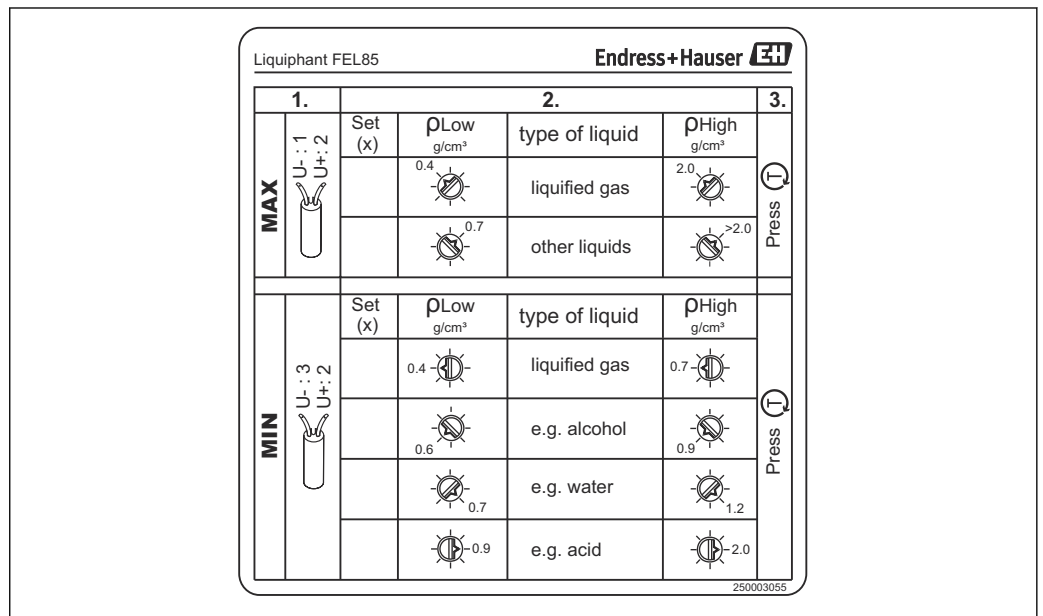 Liquiphant FEL85
Endress+Hauser EH
1. 2. 3.
MAX
U- : 1
U+: 2
Set (x) ρLow g/cm³ type of liquid ρHigh g/cm³
0.4 liquified gas 2.0
0.7 other liquids >2.0
Press T
MIN
U- : 3
U+: 2
Set (x) ρLow g/cm³ type of liquid ρHigh g/cm³
0.4 liquified gas 0.7
0.6 e.g. alcohol 0.9
0.7 e.g. water 1.2
0.9 e.g. acid 2.0
Press T
250003055